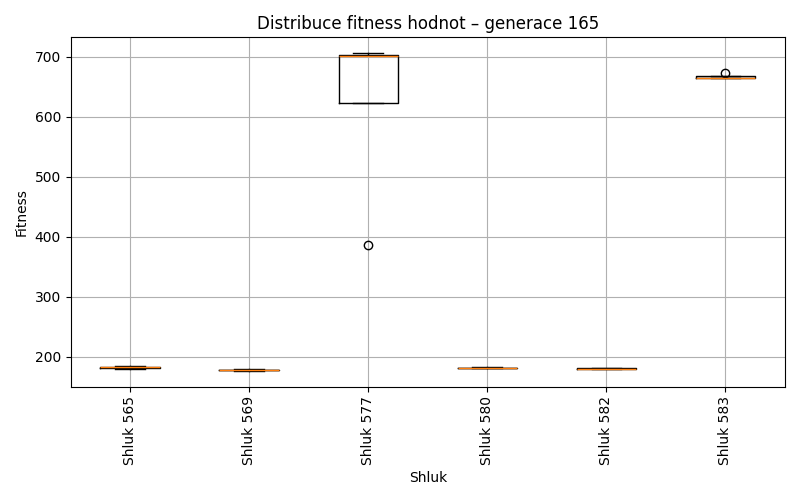 Distribuce fitness hodnot – generace 165
Fitness
700
600
500
400
300
200
Shluk 565
Shluk 569
Shluk 577
Shluk 580
Shluk 582
Shluk 583
Shluk